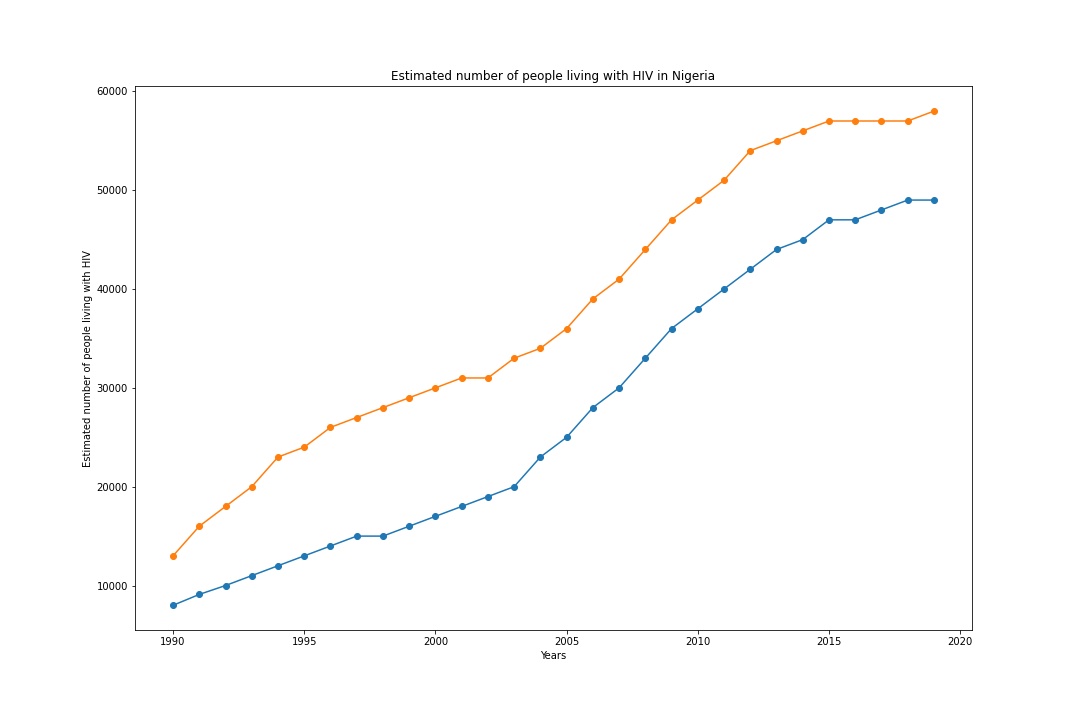 Estimated number of people living with HIV in Nigeria
60000
50000
40000
30000
20000
10000
Estimated number of people living with HIV
1990 1995 2000 2005 2010 2015 2020
Years